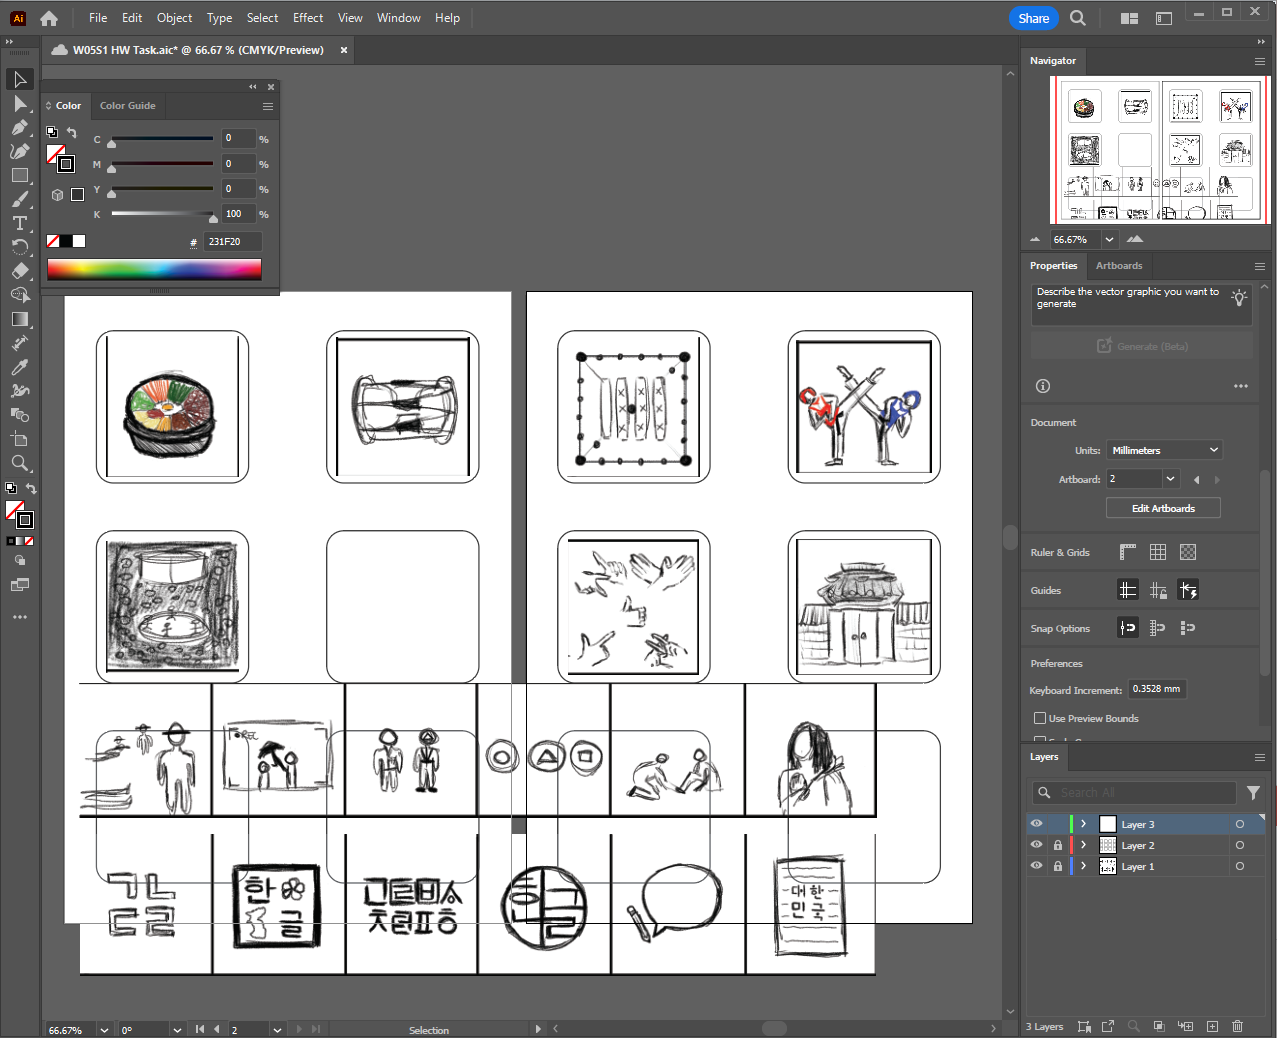 Ai
File Edit Object Type Select Effect View Window Help
Share
W05S1 HW Task.aic* @ 66.67 % (CMYK/Preview)
Color Color Guide
C 0 %
M 0 %
Y 0 %
K 100 %
# 231F20
Navigator
66.67%
Properties Artboards
Describe the vector graphic you want to
generate
Generate (Beta)
Document
Units: Millimeters
Artboard: 2
Edit Artboards
Ruler & Grids
Guides
Snap Options
Preferences
Keyboard Increment: 0.3528 mm
Use Preview Bounds
Layers
Search All
Layer 3
Layer 2
Layer 1
3 Layers
REC
한
글
한글
대한
민국
66.67% 0° 2 Selection